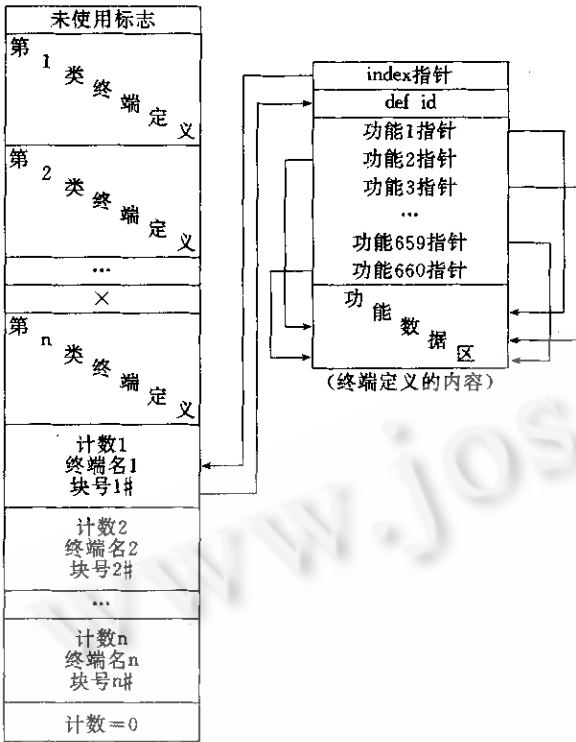 未使用标志
第1类终端定义
第2类终端定义
…
×
第n类终端定义
计数1
终端名1
块号1#
计数2
终端名2
块号2#
…
计数n
终端名n
块号n#
计数=0
index指针
def id
功能1指针
功能2指针
功能3指针
…
功能659指针
功能660指针
功能数据区
(终端定义的内容)
www.jos